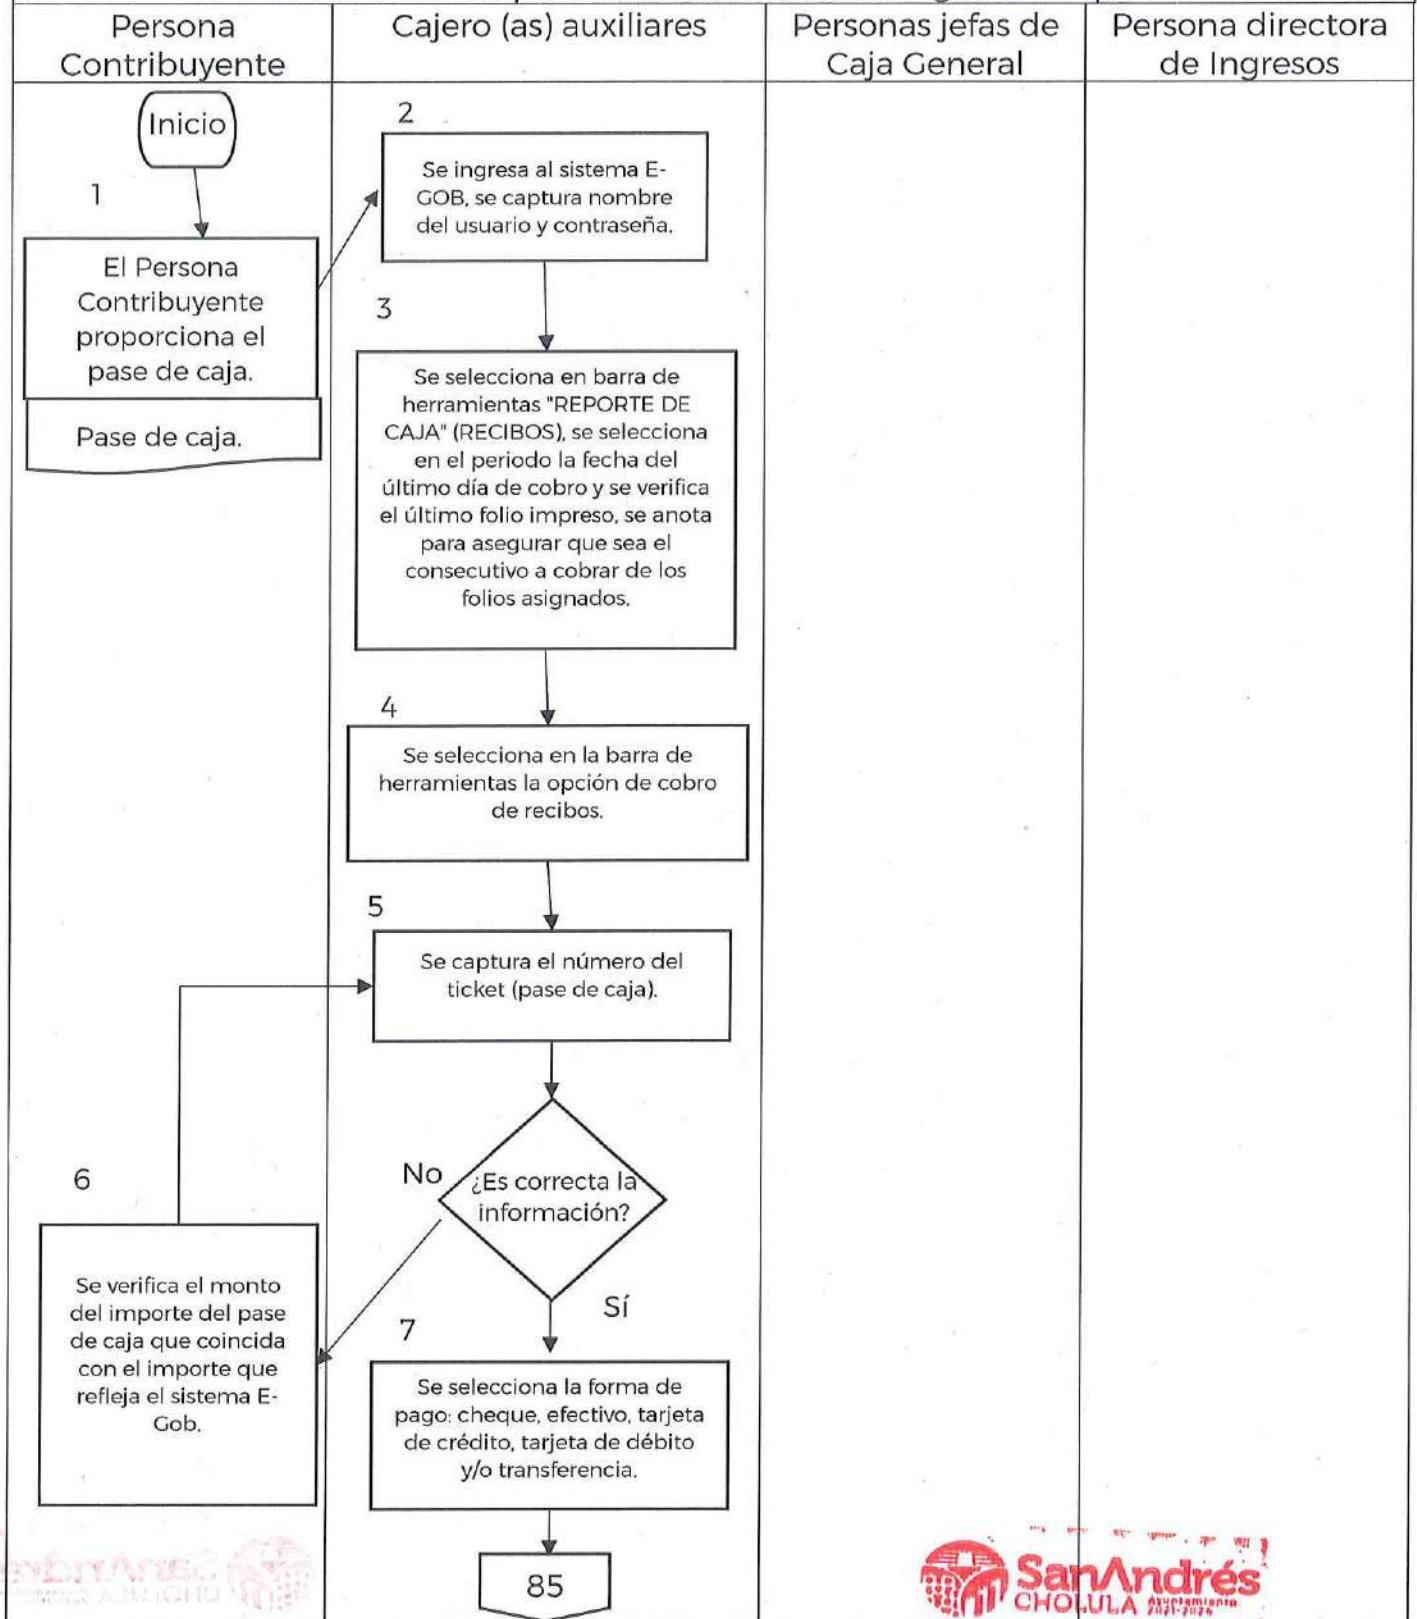 Persona
Contribuyente
Cajero (as) auxiliares
Personas jefas de
Caja General
Persona directora
de Ingresos
Inicio
1
El Persona
Contribuyente
proporciona el
pase de caja.
Pase de caja.
2
Se ingresa al sistema E-
GOB, se captura nombre
del usuario y contraseña.
3
Se selecciona en barra de
herramientas "REPORTE DE
CAJA" (RECIBOS), se selecciona
en el periodo la fecha del
último día de cobro y se verifica
el último folio impreso, se anota
para asegurar que sea el
consecutivo a cobrar de los
folios asignados.
4
Se selecciona en la barra de
herramientas la opción de cobro
de recibos.
5
Se captura el número del
ticket (pase de caja).
No
¿Es correcta la
información?
Sí
6
Se verifica el monto
del importe del pase
de caja que coincida
con el importe que
refleja el sistema E-
Gob.
7
Se selecciona la forma de
pago: cheque, efectivo, tarjeta
de crédito, tarjeta de débito
y/o transferencia.
85
SanAndrés
CHOLULA Ayuntamiento